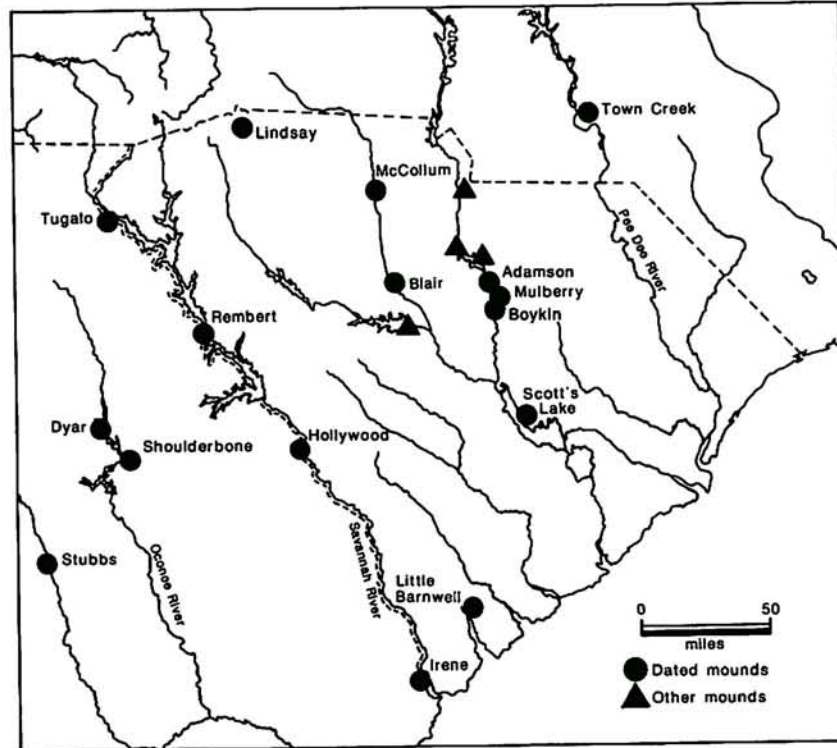 Town Creek
Lindsay
McCollum
Tugalo
Pee Dee River
Adamson
Blair
Mulberry
Boykin
Rembert
Scott's
Lake
Dyar
Hollywood
Shoulderbone
Stubbs
Oconoe River
Savannah River
Little
Barnwell
0 50
miles
Irene
Dated mounds
Other mounds